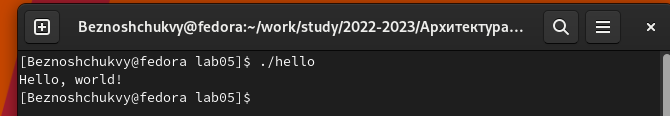 Beznoshchukvy@fedora:~/work/study/2022-2023/Архитектура...
[Beznoshchukvy@fedora lab05]$ ./hello
Hello, world!
[Beznoshchukvy@fedora lab05]$